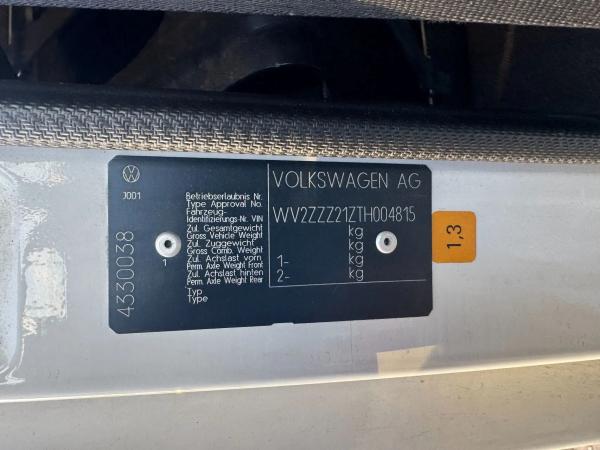 VOLKSWAGEN AG
J001
Betriebserlaubnis Nr.
Type Approval No.
Fahrzeug-
Identifizierungs-Nr. VIN
WV2ZZZ21ZTH004815
Zul. Gesamtgewicht
Gross Vehicle Weight
kg
Zul. Zuggewicht
Gross Comb. Weight
kg
Zul. Achslast vorn
Perm. Axle Weight Front
1-
kg
Zul. Achslast hinten
Perm. Axle Weight Rear
2-
kg
Typ
Type
1
4330038
1,3